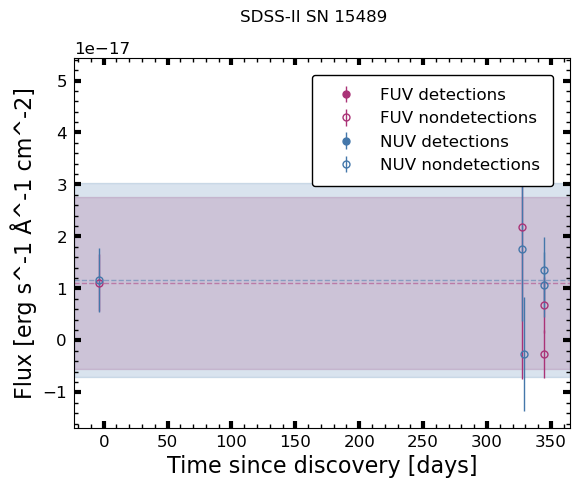 SDSS-II SN 15489
1e−17
Flux [erg s^-1 Å^-1 cm^-2]
5
4
3
2
1
0
−1
FUV detections
FUV nondetections
NUV detections
NUV nondetections
0 50 100 150 200 250 300 350
Time since discovery [days]